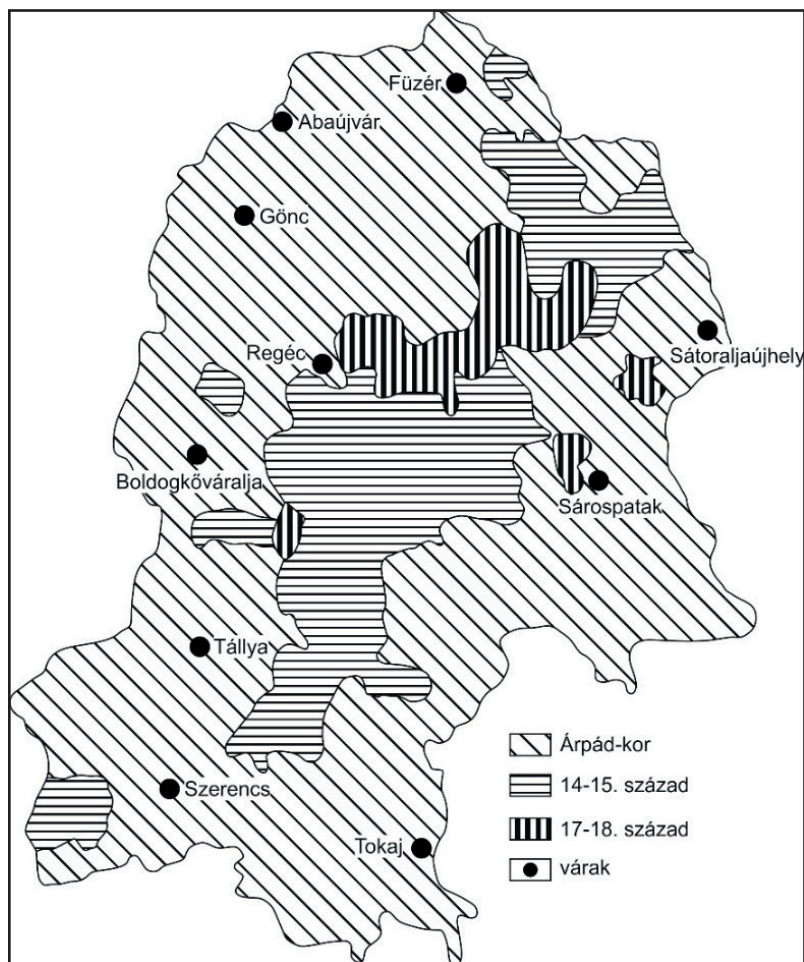 Füzér
Abaújvár
Gönc
Regéc
Sátoraljaújhely
Boldogkőváralja
Sárospatak
Tállya
Szerencs
Tokaj
Árpád-kor
14-15. század
17-18. század
várak